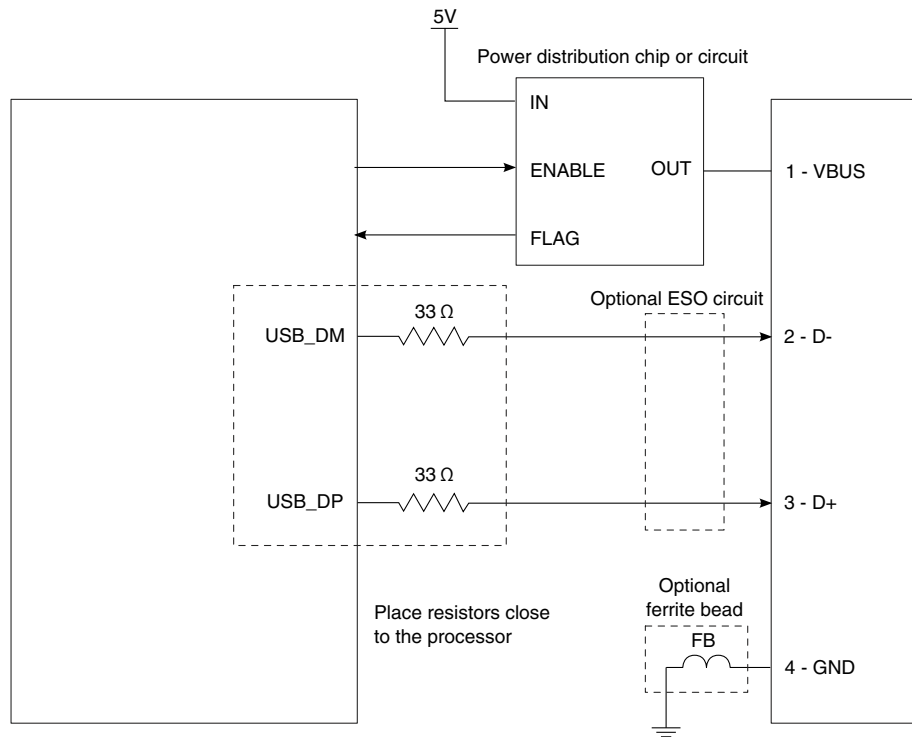 5V
Power distribution chip or circuit
IN
ENABLE
OUT
1 - VBUS
FLAG
Optional ESO circuit
33 Ω
USB_DM
2 - D-
33 Ω
USB_DP
3 - D+
Place resistors close
to the processor
Optional
ferrite bead
FB
4 - GND